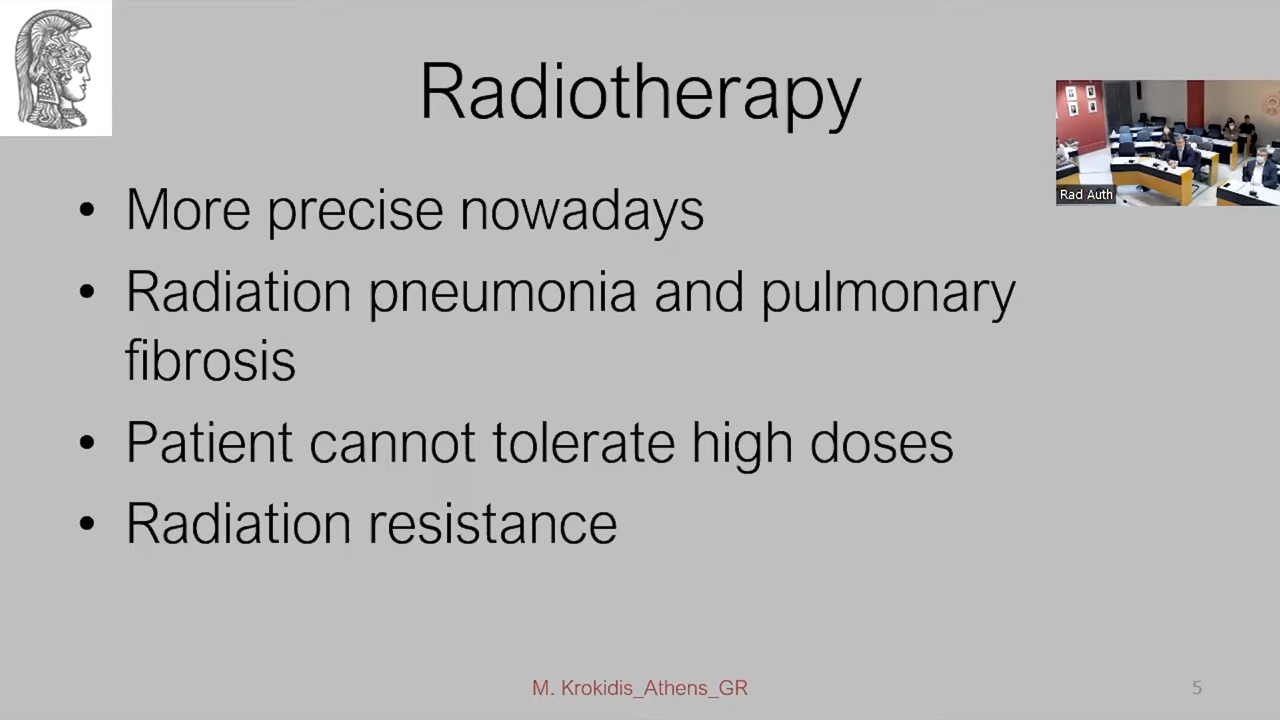 Radiotherapy
Rad Auth
• More precise nowadays
• Radiation pneumonia and pulmonary
fibrosis
• Patient cannot tolerate high doses
• Radiation resistance
M. Krokidis_Athens_GR
5